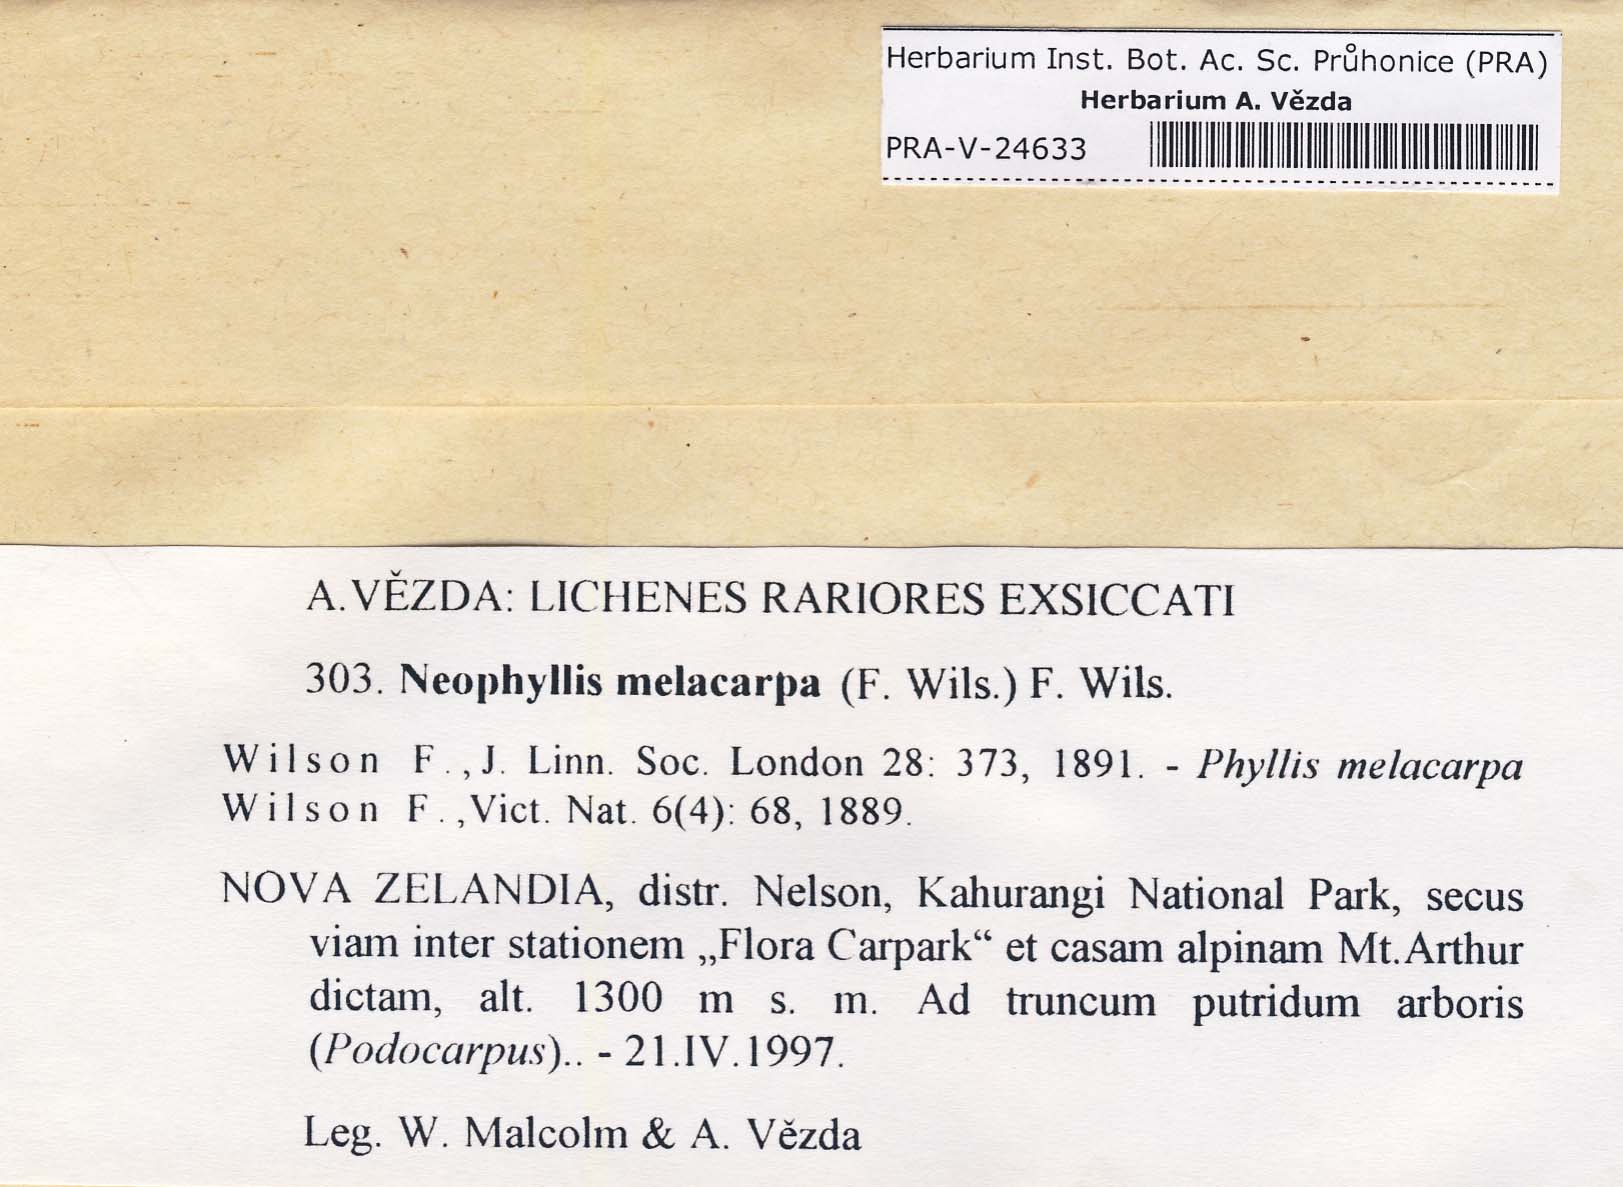 Herbarium Inst. Bot. Ac. Sc. Průhonice (PRA)
Herbarium A. Vězda
PRA-V-24633
A.VĚZDA: LICHENES RARIORES EXSICCATI
303. Neophyllis melacarpa (F. Wils.) F. Wils.
Wilson F.,J. Linn. Soc. London 28: 373, 1891. - Phyllis melacarpa
Wilson F.,Vict. Nat. 6(4): 68, 1889.
NOVA ZELANDIA, distr. Nelson, Kahurangi National Park, secus
viam inter stationem „Flora Carpark“ et casam alpinam Mt.Arthur
dictam, alt. 1300 m s. m. Ad truncum putridum arboris
(Podocarpus).. - 21.IV.1997.
Leg. W. Malcolm & A. Vězda